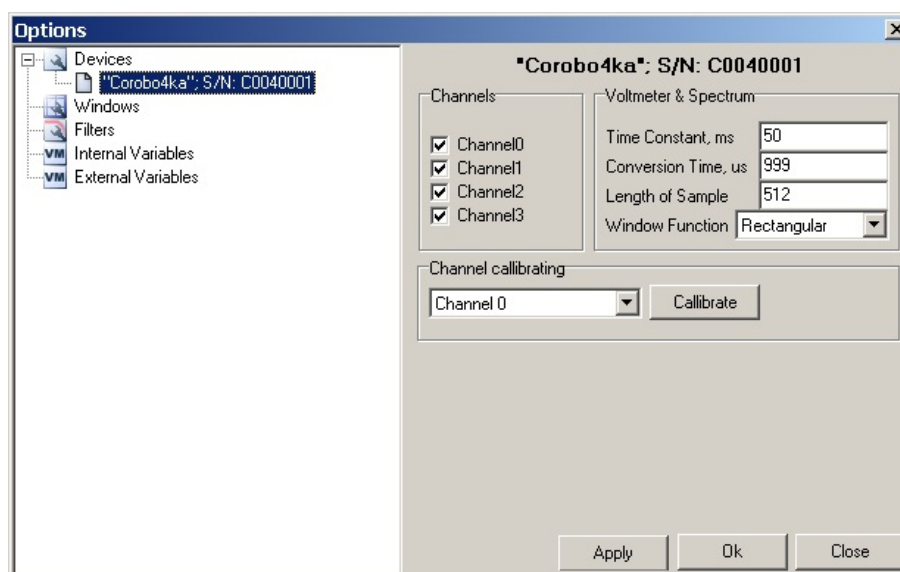 Options
Devices
"Corobo4ka"; S/N: C0040001
Windows
Filters
VM Internal Variables
VM External Variables
"Corobo4ka"; S/N: C0040001
Channels
Channel0
Channel1
Channel2
Channel3
Voltmeter & Spectrum
Time Constant, ms 50
Conversion Time, us 999
Length of Sample 512
Window Function Rectangular
Channel callibrating
Channel 0 Callibrate
Apply Ok Close